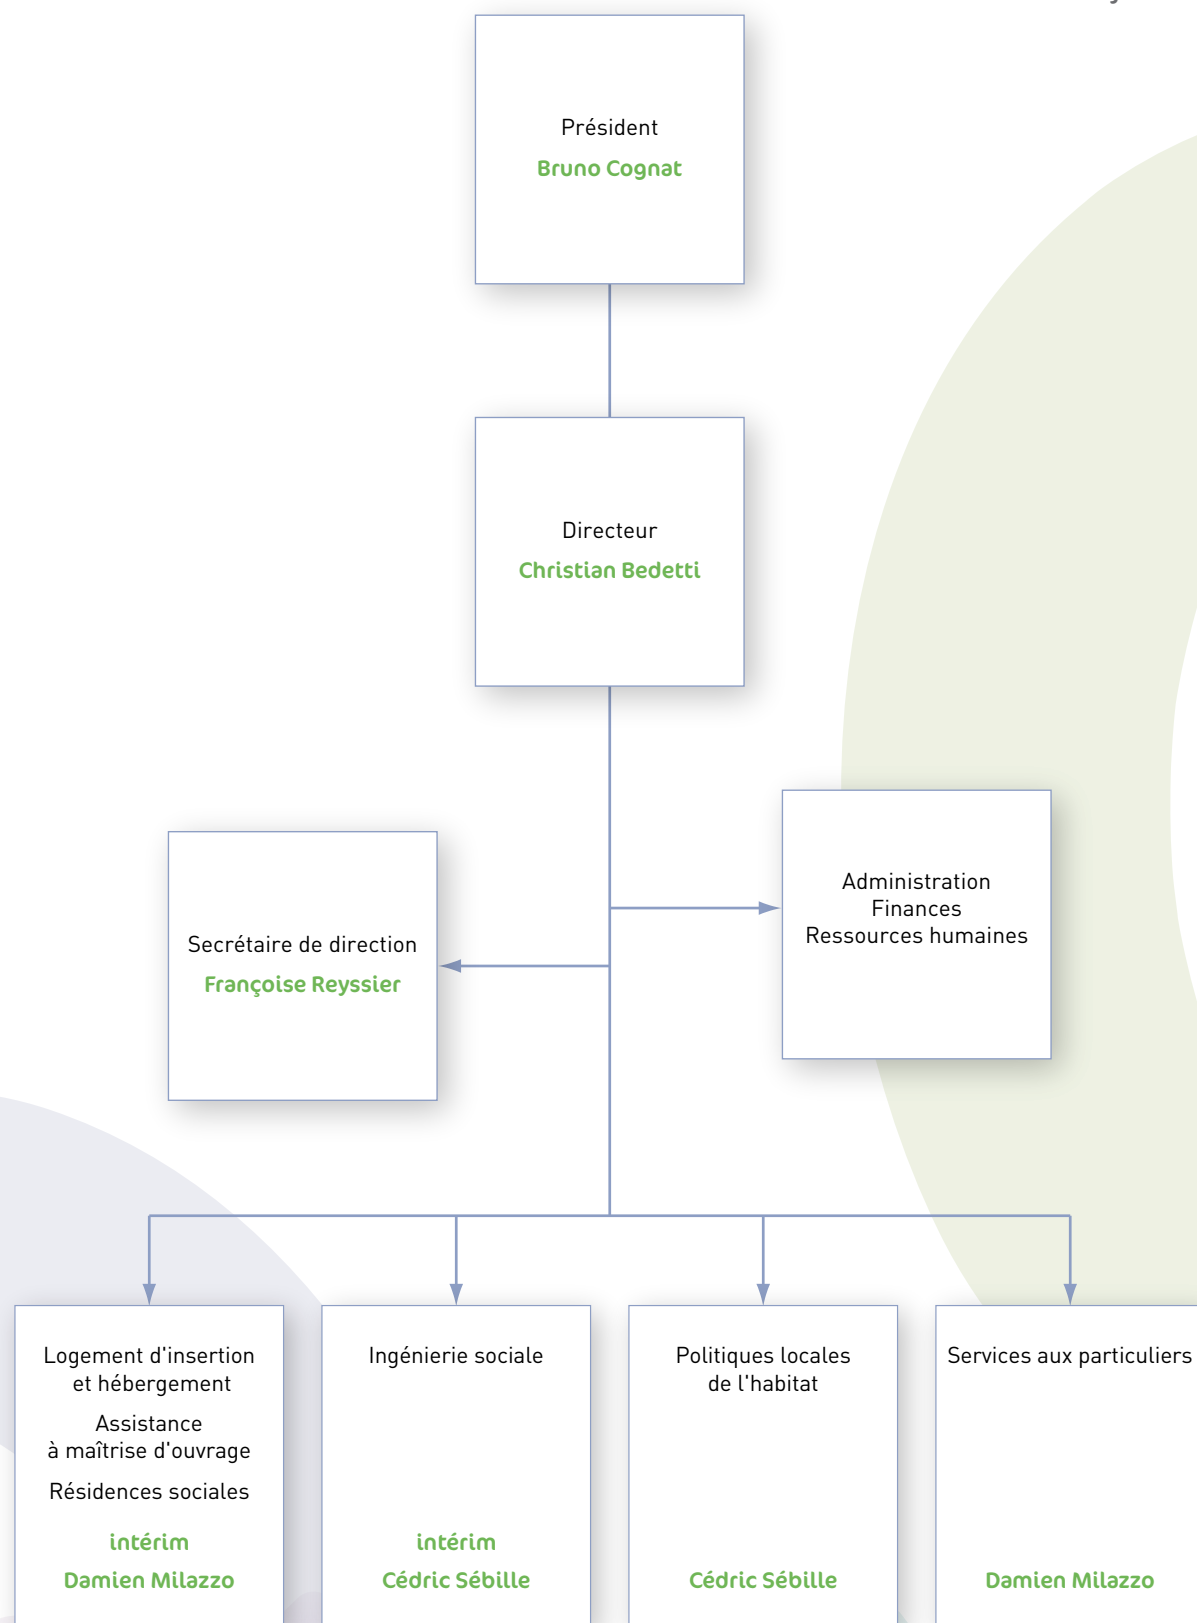 Président
Bruno Cognat
Directeur
Christian Bedetti
Administration
Finances
Ressources humaines
Secrétaire de direction
Françoise Reyssier
Logement d'insertion
et hébergement
Assistance
à maîtrise d'ouvrage
Résidences sociales
intérim
Damien Milazzo
Ingénierie sociale
intérim
Cédric Sébille
Politiques locales
de l'habitat
Cédric Sébille
Services aux particuliers
Damien Milazzo